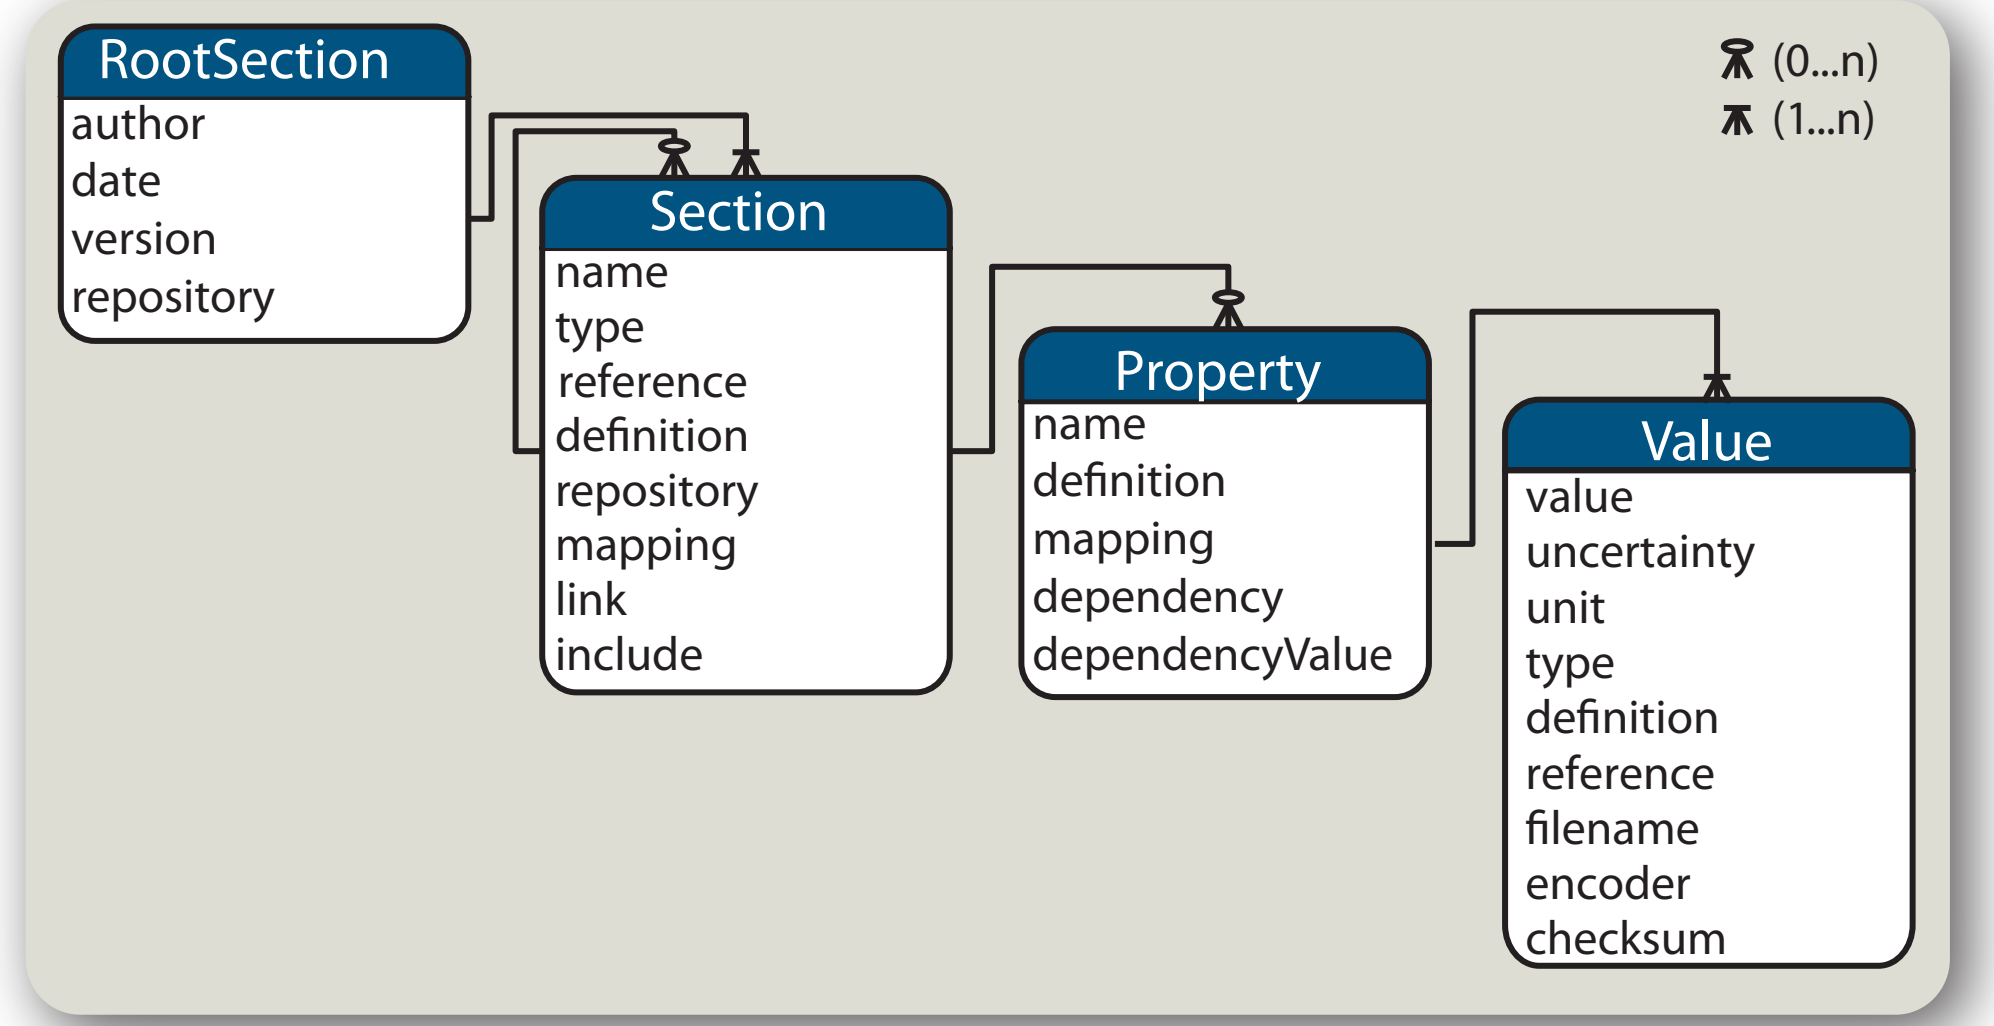 RootSection
author
date
version
repository
(0...n)
(1...n)
Section
name
type
reference
definition
repository
mapping
link
include
Property
name
definition
mapping
dependency
dependencyValue
Value
value
uncertainty
unit
type
definition
reference
filename
encoder
checksum